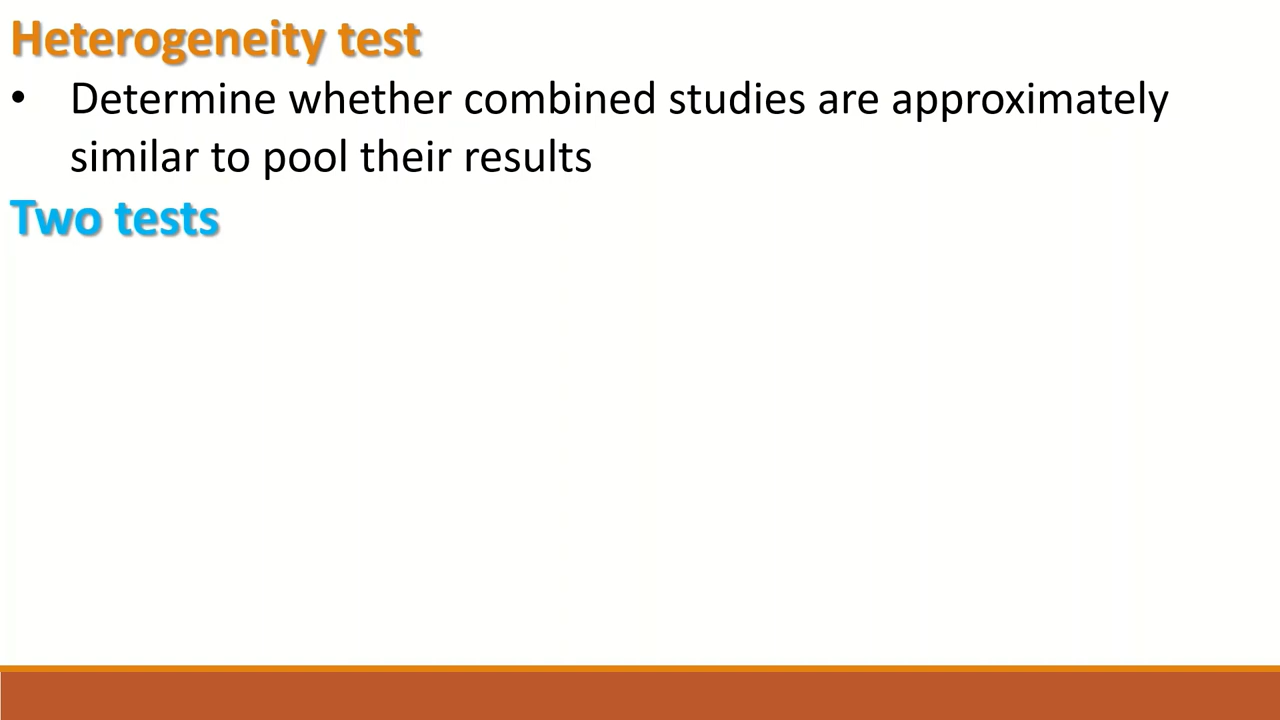 Heterogeneity test
• Determine whether combined studies are approximately
similar to pool their results
Two tests